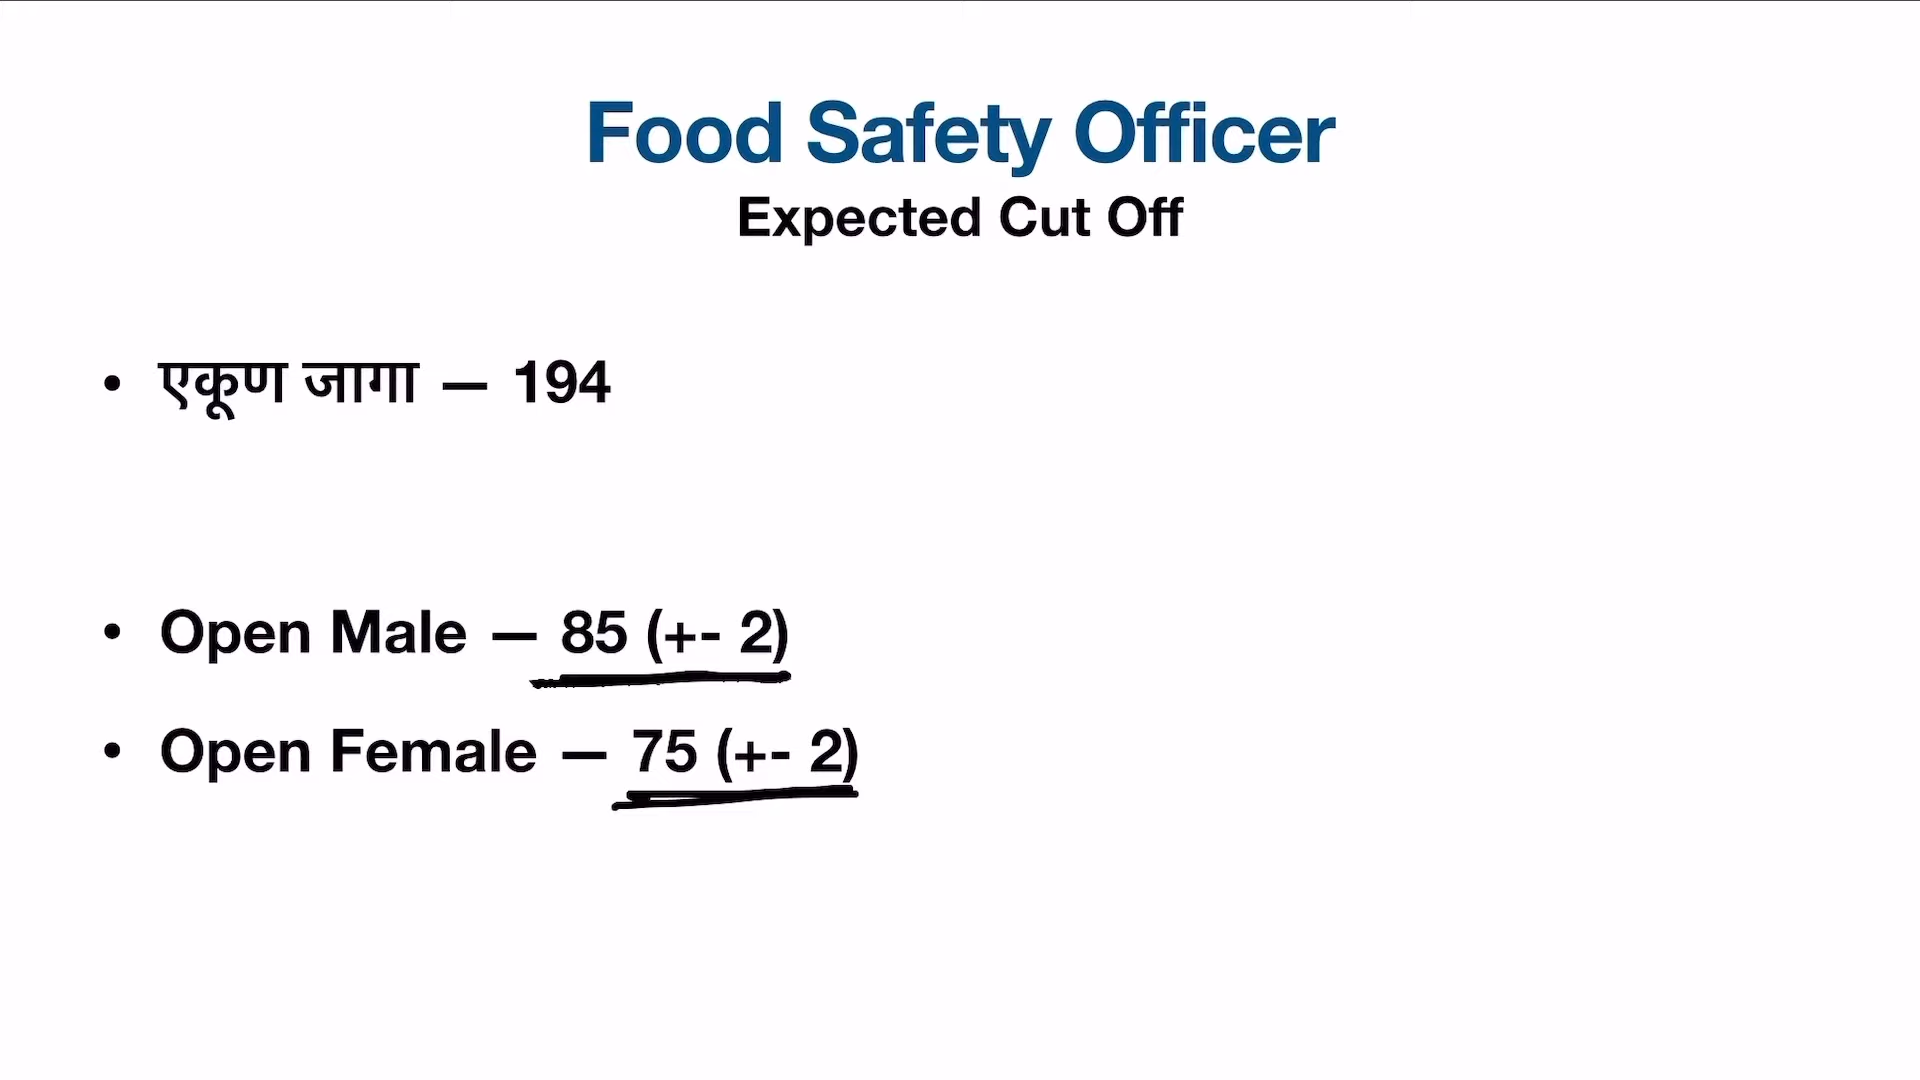 Food Safety Officer
Expected Cut Off
• एकूण जागा — 194
• Open Male — 85 (+- 2)
• Open Female — 75 (+- 2)